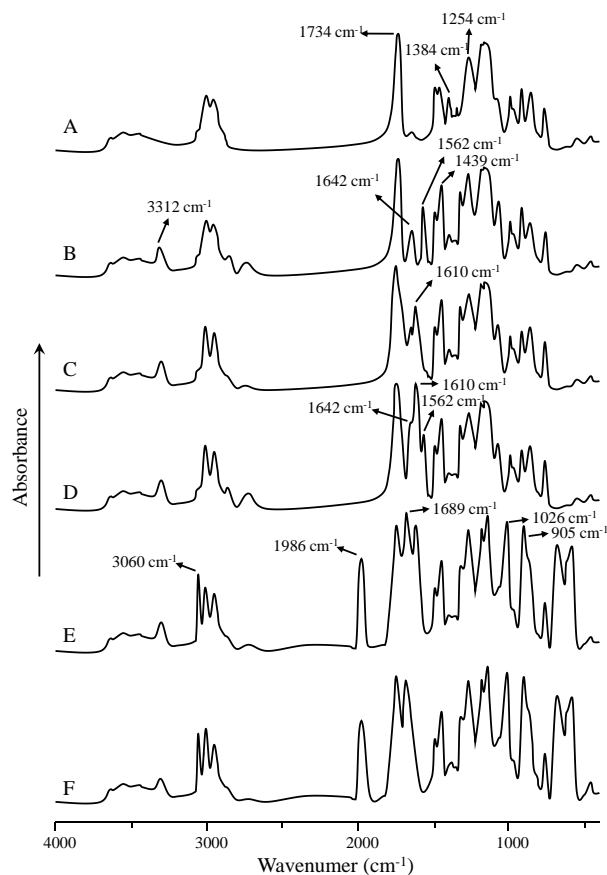 1734 cm-1
1254 cm-1
1384 cm-1
A
1562 cm-1
1439 cm-1
1642 cm-1
3312 cm-1
B
1610 cm-1
C
1610 cm-1
1642 cm-1
1562 cm-1
D
1689 cm-1
1026 cm-1
905 cm-1
1986 cm-1
3060 cm-1
E
F
Absorbance
4000
3000
2000
1000
Wavenumer (cm-1)